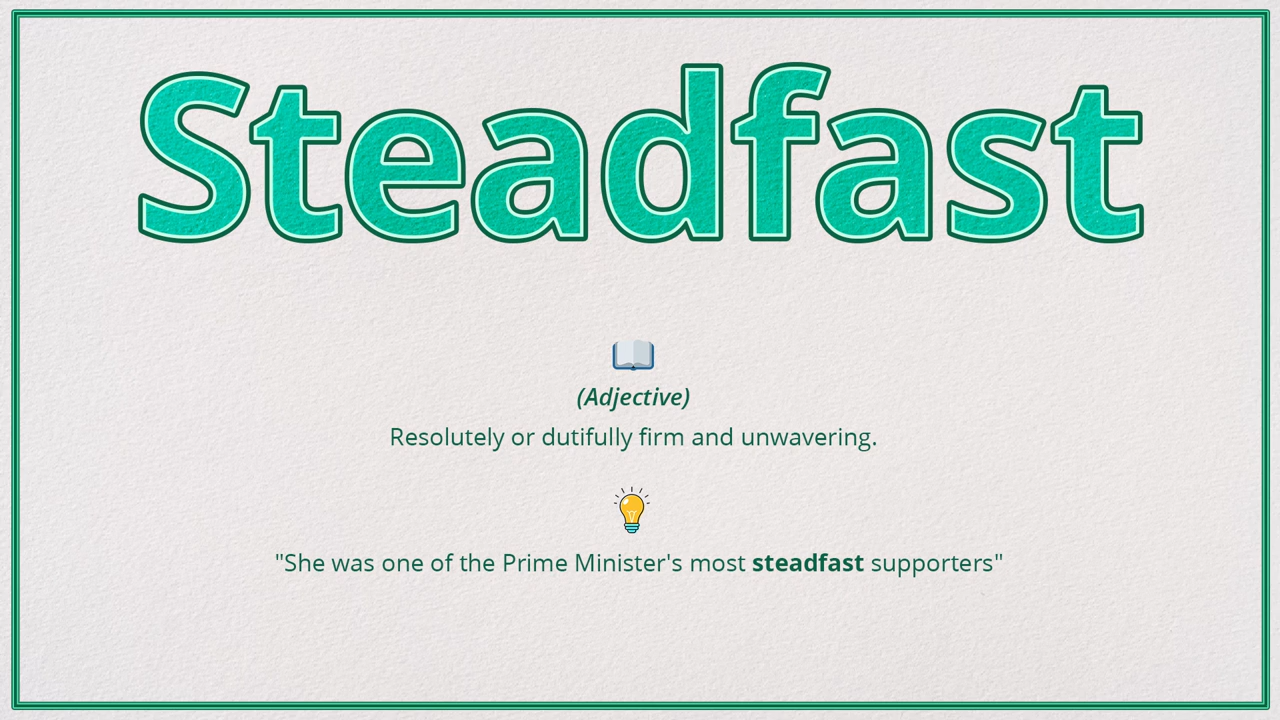 Steadfast
(Adjective)
Resolutely or dutifully firm and unwavering.
"She was one of the Prime Minister's most steadfast supporters"